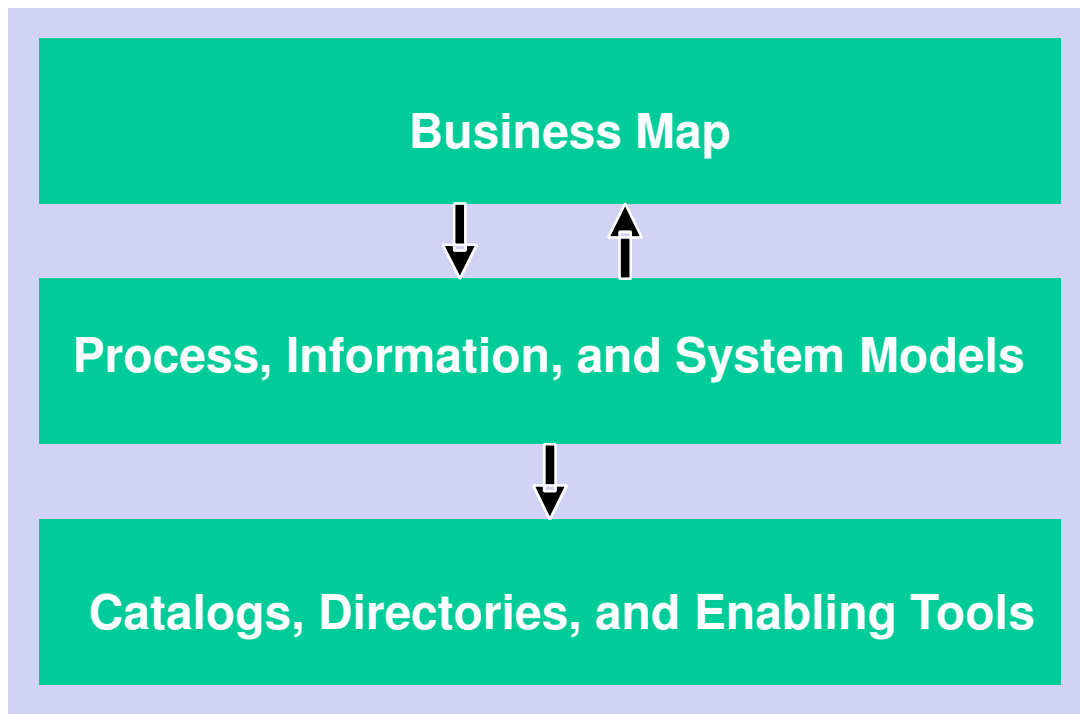 Business Map
Process, Information, and System Models
Catalogs, Directories, and Enabling Tools